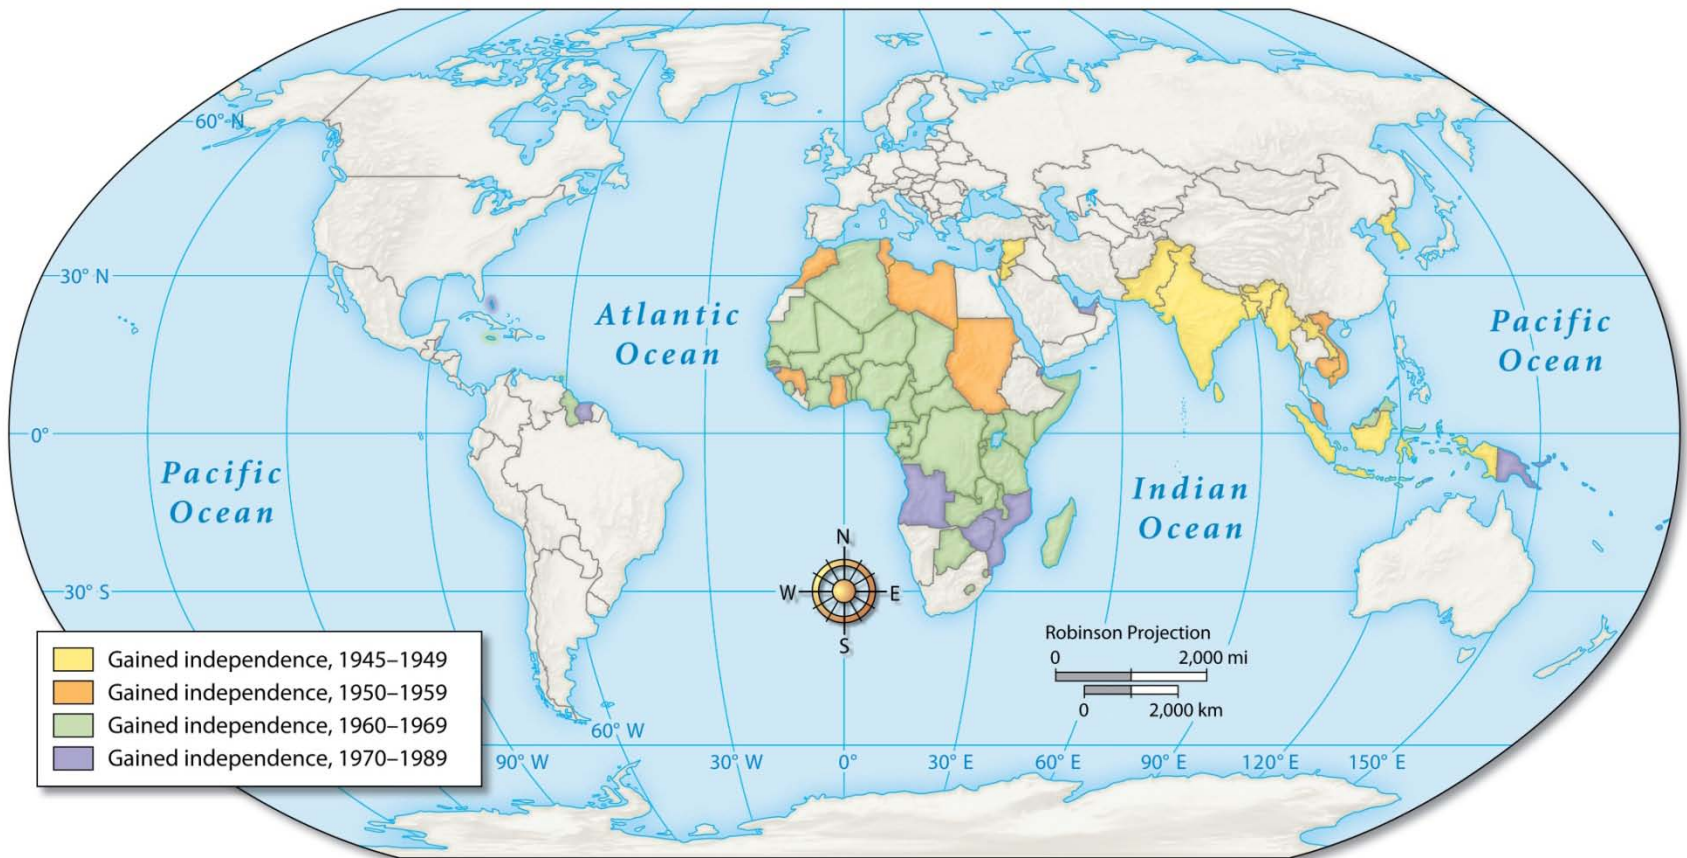 60° N
30° N
Atlantic
Ocean
Pacific
Ocean
0°
Pacific
Ocean
Indian
Ocean
N
W
E
S
30° S
Robinson Projection
0
2,000 mi
0
2,000 km
Gained independence, 1945–1949
Gained independence, 1950–1959
Gained independence, 1960–1969
Gained independence, 1970–1989
60° W
90° W
30° W
0°
30° E
60° E
90° E
120° E
150° E